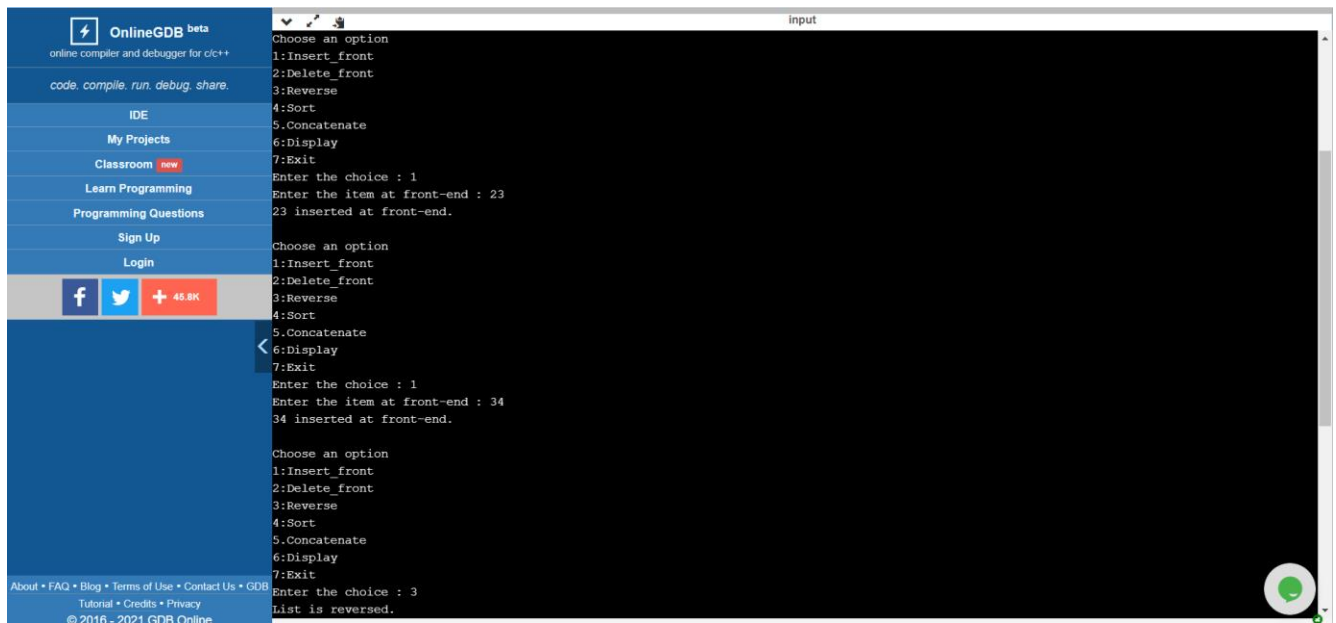 OnlineGDB beta
online compiler and debugger for c/c++
code. compile. run. debug. share.
IDE
My Projects
Classroom new
Learn Programming
Programming Questions
Sign Up
Login
45.8K
About • FAQ • Blog • Terms of Use • Contact Us • GDB
Tutorial • Credits • Privacy
© 2016 - 2021 GDB Online
input
Choose an option
1:Insert_front
2:Delete_front
3:Reverse
4:Sort
5.Concatenate
6:Display
7:Exit
Enter the choice : 1
Enter the item at front-end : 23
23 inserted at front-end.
Choose an option
1:Insert_front
2:Delete_front
3:Reverse
4:Sort
5.Concatenate
6:Display
7:Exit
Enter the choice : 1
Enter the item at front-end : 34
34 inserted at front-end.
Choose an option
1:Insert_front
2:Delete_front
3:Reverse
4:Sort
5.Concatenate
6:Display
7:Exit
Enter the choice : 3
List is reversed.